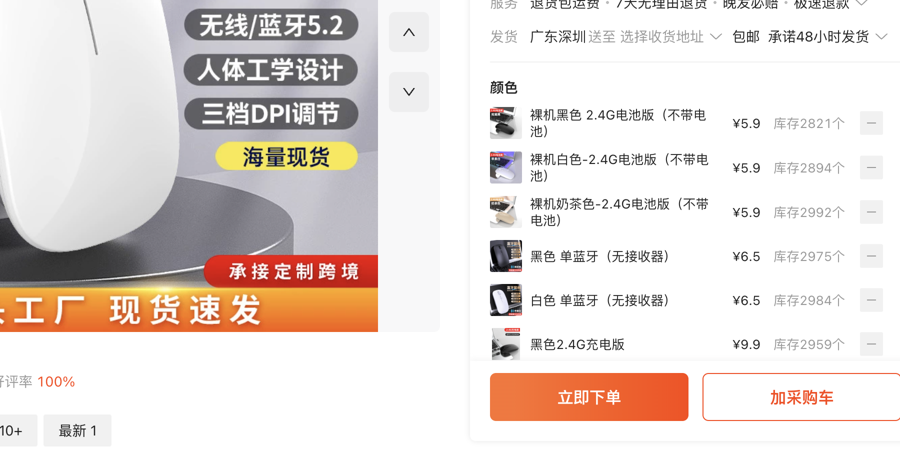 无线/蓝牙5.2
人体工学设计
三档DPI调节
海量现货
承接定制跨境
工厂 现货速发
好评率 100%
10+
最新 1
服务 退货包运费 · 7天无理由退货 · 晚发必赔 · 极速退款
发货 广东深圳 送至 选择收货地址 包邮 承诺48小时发货
颜色
裸机黑色 2.4G电池版（不带电
池） ¥5.9 库存2821个
裸机白色-2.4G电池版（不带电
池） ¥5.9 库存2894个
裸机奶茶色-2.4G电池版（不带
电池） ¥5.9 库存2992个
黑色 单蓝牙（无接收器） ¥6.5 库存2975个
白色 单蓝牙（无接收器） ¥6.5 库存2984个
黑色2.4G充电版 ¥9.9 库存2959个
立即下单
加采购车